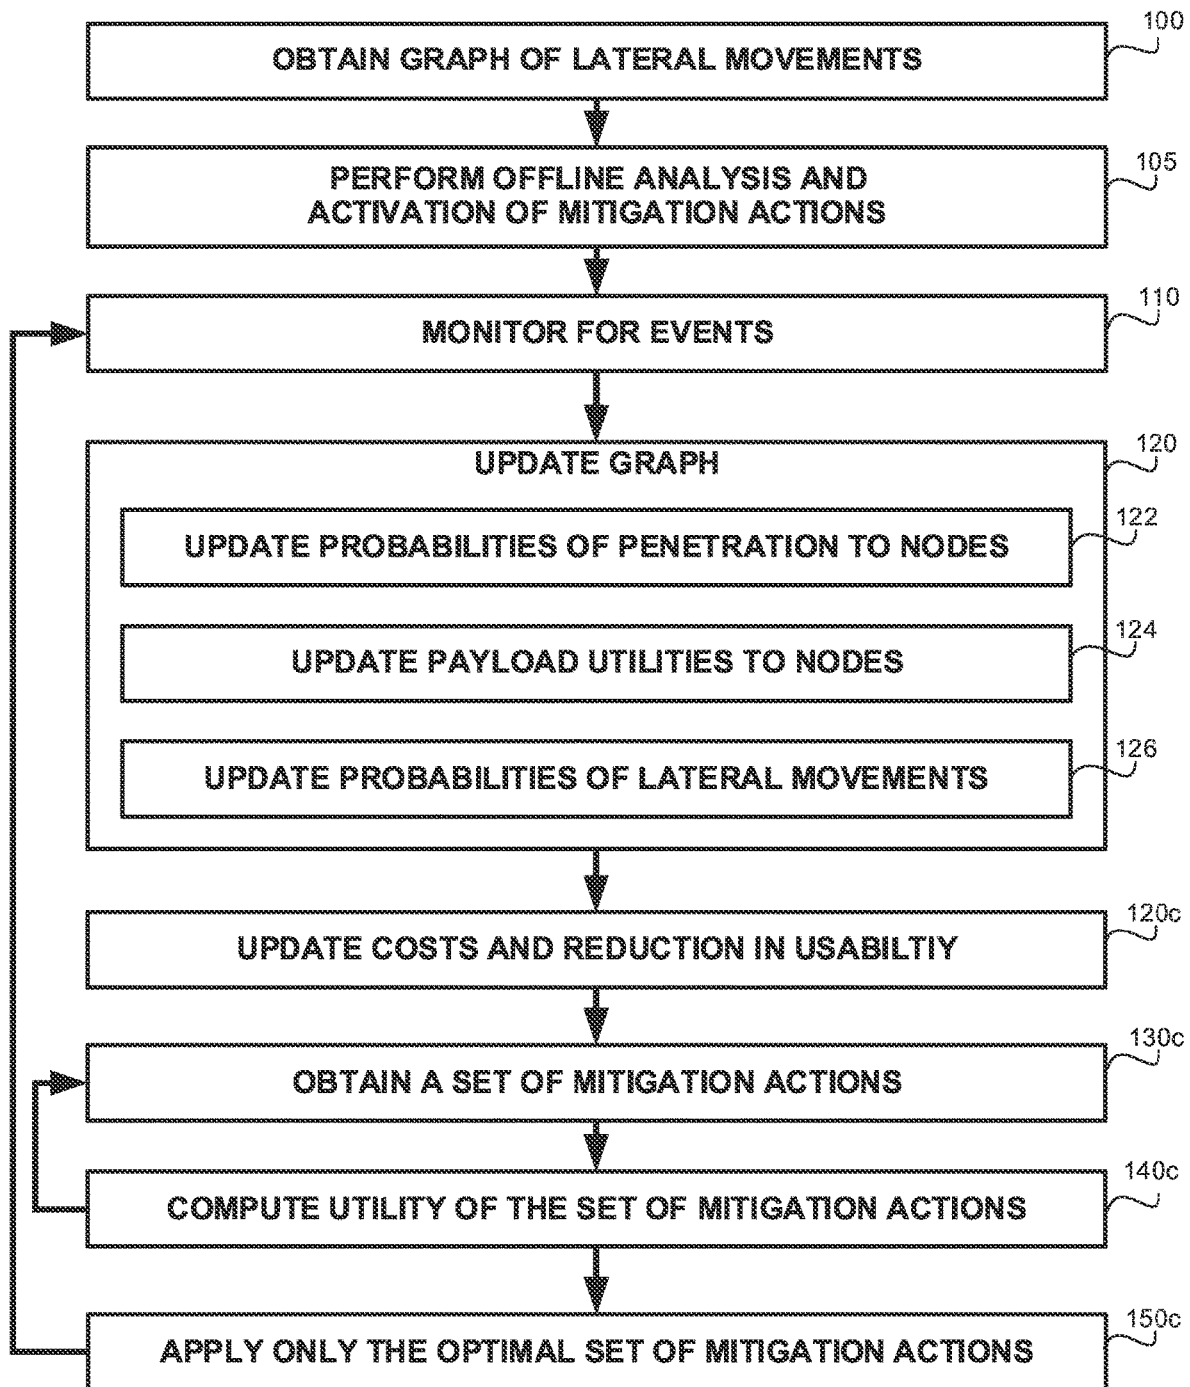 100
OBTAIN GRAPH OF LATERAL MOVEMENTS
105
PERFORM OFFLINE ANALYSIS AND
ACTIVATION OF MITIGATION ACTIONS
110
MONITOR FOR EVENTS
120
UPDATE GRAPH
122
UPDATE PROBABILITIES OF PENETRATION TO NODES
124
UPDATE PAYLOAD UTILITIES TO NODES
126
UPDATE PROBABILITIES OF LATERAL MOVEMENTS
120c
UPDATE COSTS AND REDUCTION IN USABILTIY
130c
OBTAIN A SET OF MITIGATION ACTIONS
140c
COMPUTE UTILITY OF THE SET OF MITIGATION ACTIONS
150c
APPLY ONLY THE OPTIMAL SET OF MITIGATION ACTIONS